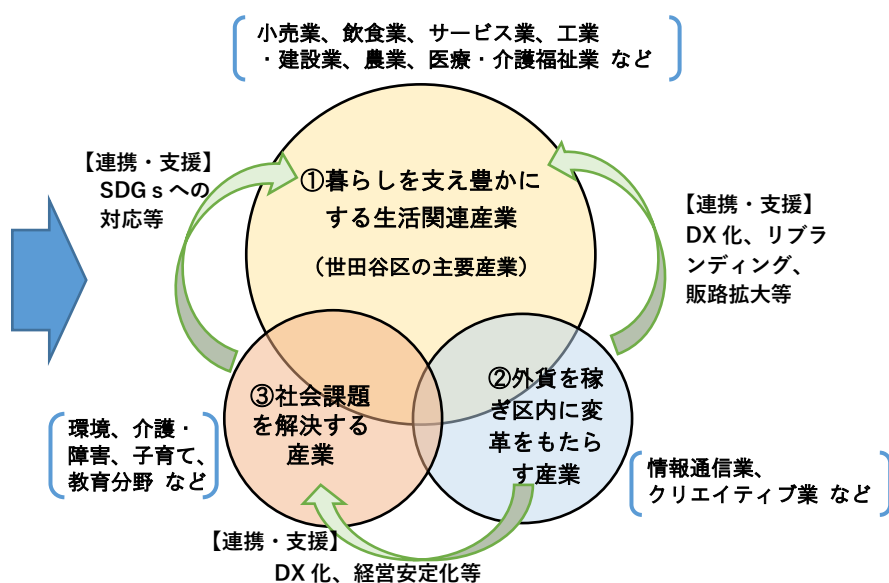 小売業、飲食業、サービス業、工業
・建設業、農業、医療・介護福祉業 など
【連携・支援】
SDGｓへの
対応等
①暮らしを支え豊かに
する生活関連産業
（世田谷区の主要産業）
【連携・支援】
DX 化、リブラ
ンディング、
販路拡大等
③社会課題
を解決する
産業
②外貨を稼
ぎ区内に変
革をもたら
す産業
環境、介護・
障害、子育て、
教育分野 など
情報通信業、
クリエイティブ業 など
【連携・支援】
DX 化、経営安定化等